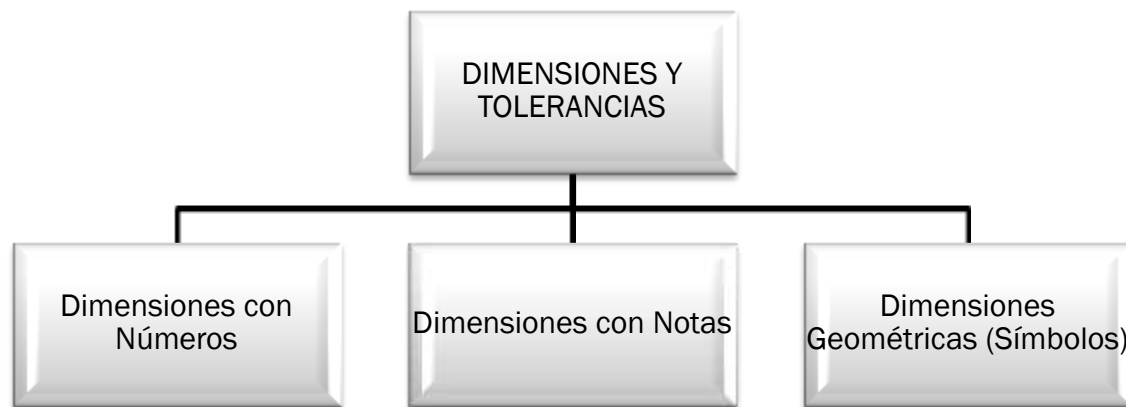 DIMENSIONES Y
TOLERANCIAS
Dimensiones con
Números
Dimensiones con Notas
Dimensiones
Geométricas (Símbolos)